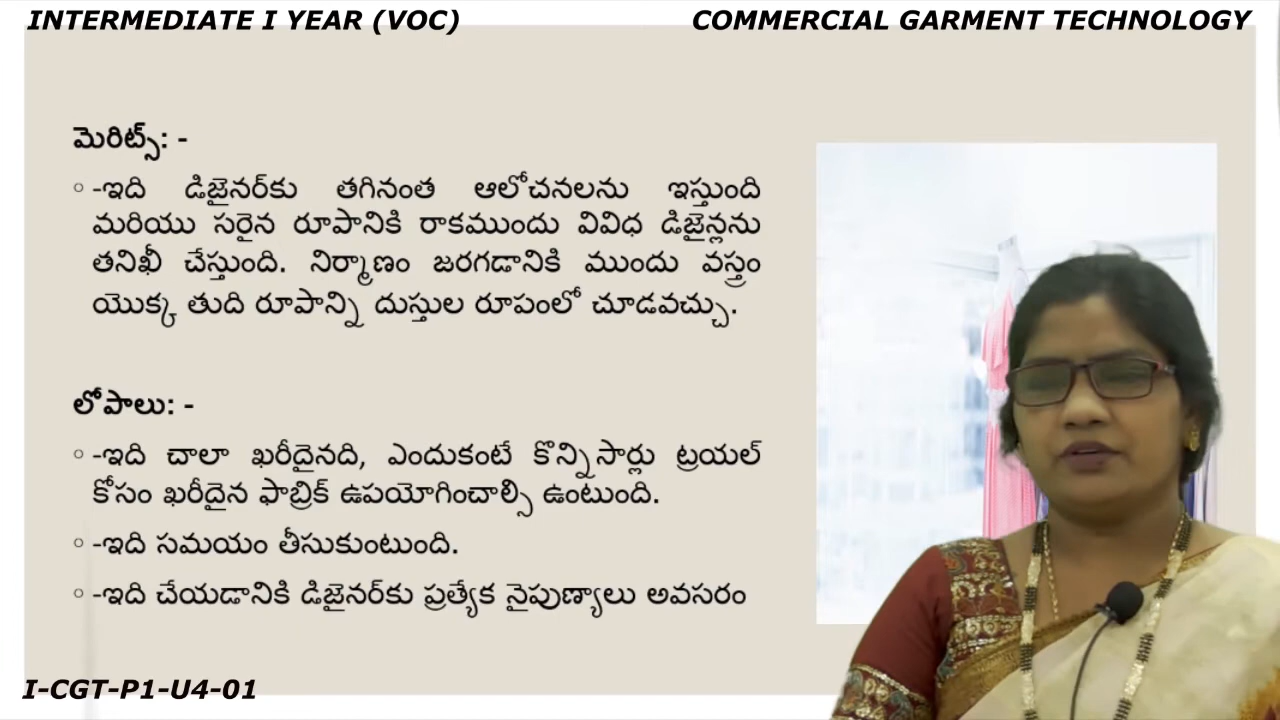 INTERMEDIATE I YEAR (VOC)
COMMERCIAL GARMENT TECHNOLOGY
మెరిట్స్: -
-ఇది డిజైనర్‌కు తగినంత ఆలోచనలను ఇస్తుంది
మరియు సరైన రూపానికి రాకముందు వివిధ డిజైన్లను
తనిఖీ చేస్తుంది. నిర్మాణం జరగడానికి ముందు వస్త్రం
యొక్క తుది రూపాన్ని దుస్తుల రూపంలో చూడవచ్చు.
లోపాలు: -
-ఇది చాలా ఖరీదైనది, ఎందుకంటే కొన్నిసార్లు ట్రయల్
కోసం ఖరీదైన ఫాబ్రిక్ ఉపయోగించాల్సి ఉంటుంది.
-ఇది సమయం తీసుకుంటుంది.
-ఇది చేయడానికి డిజైనర్‌కు ప్రత్యేక నైపుణ్యాలు అవసరం
I-CGT-P1-U4-01